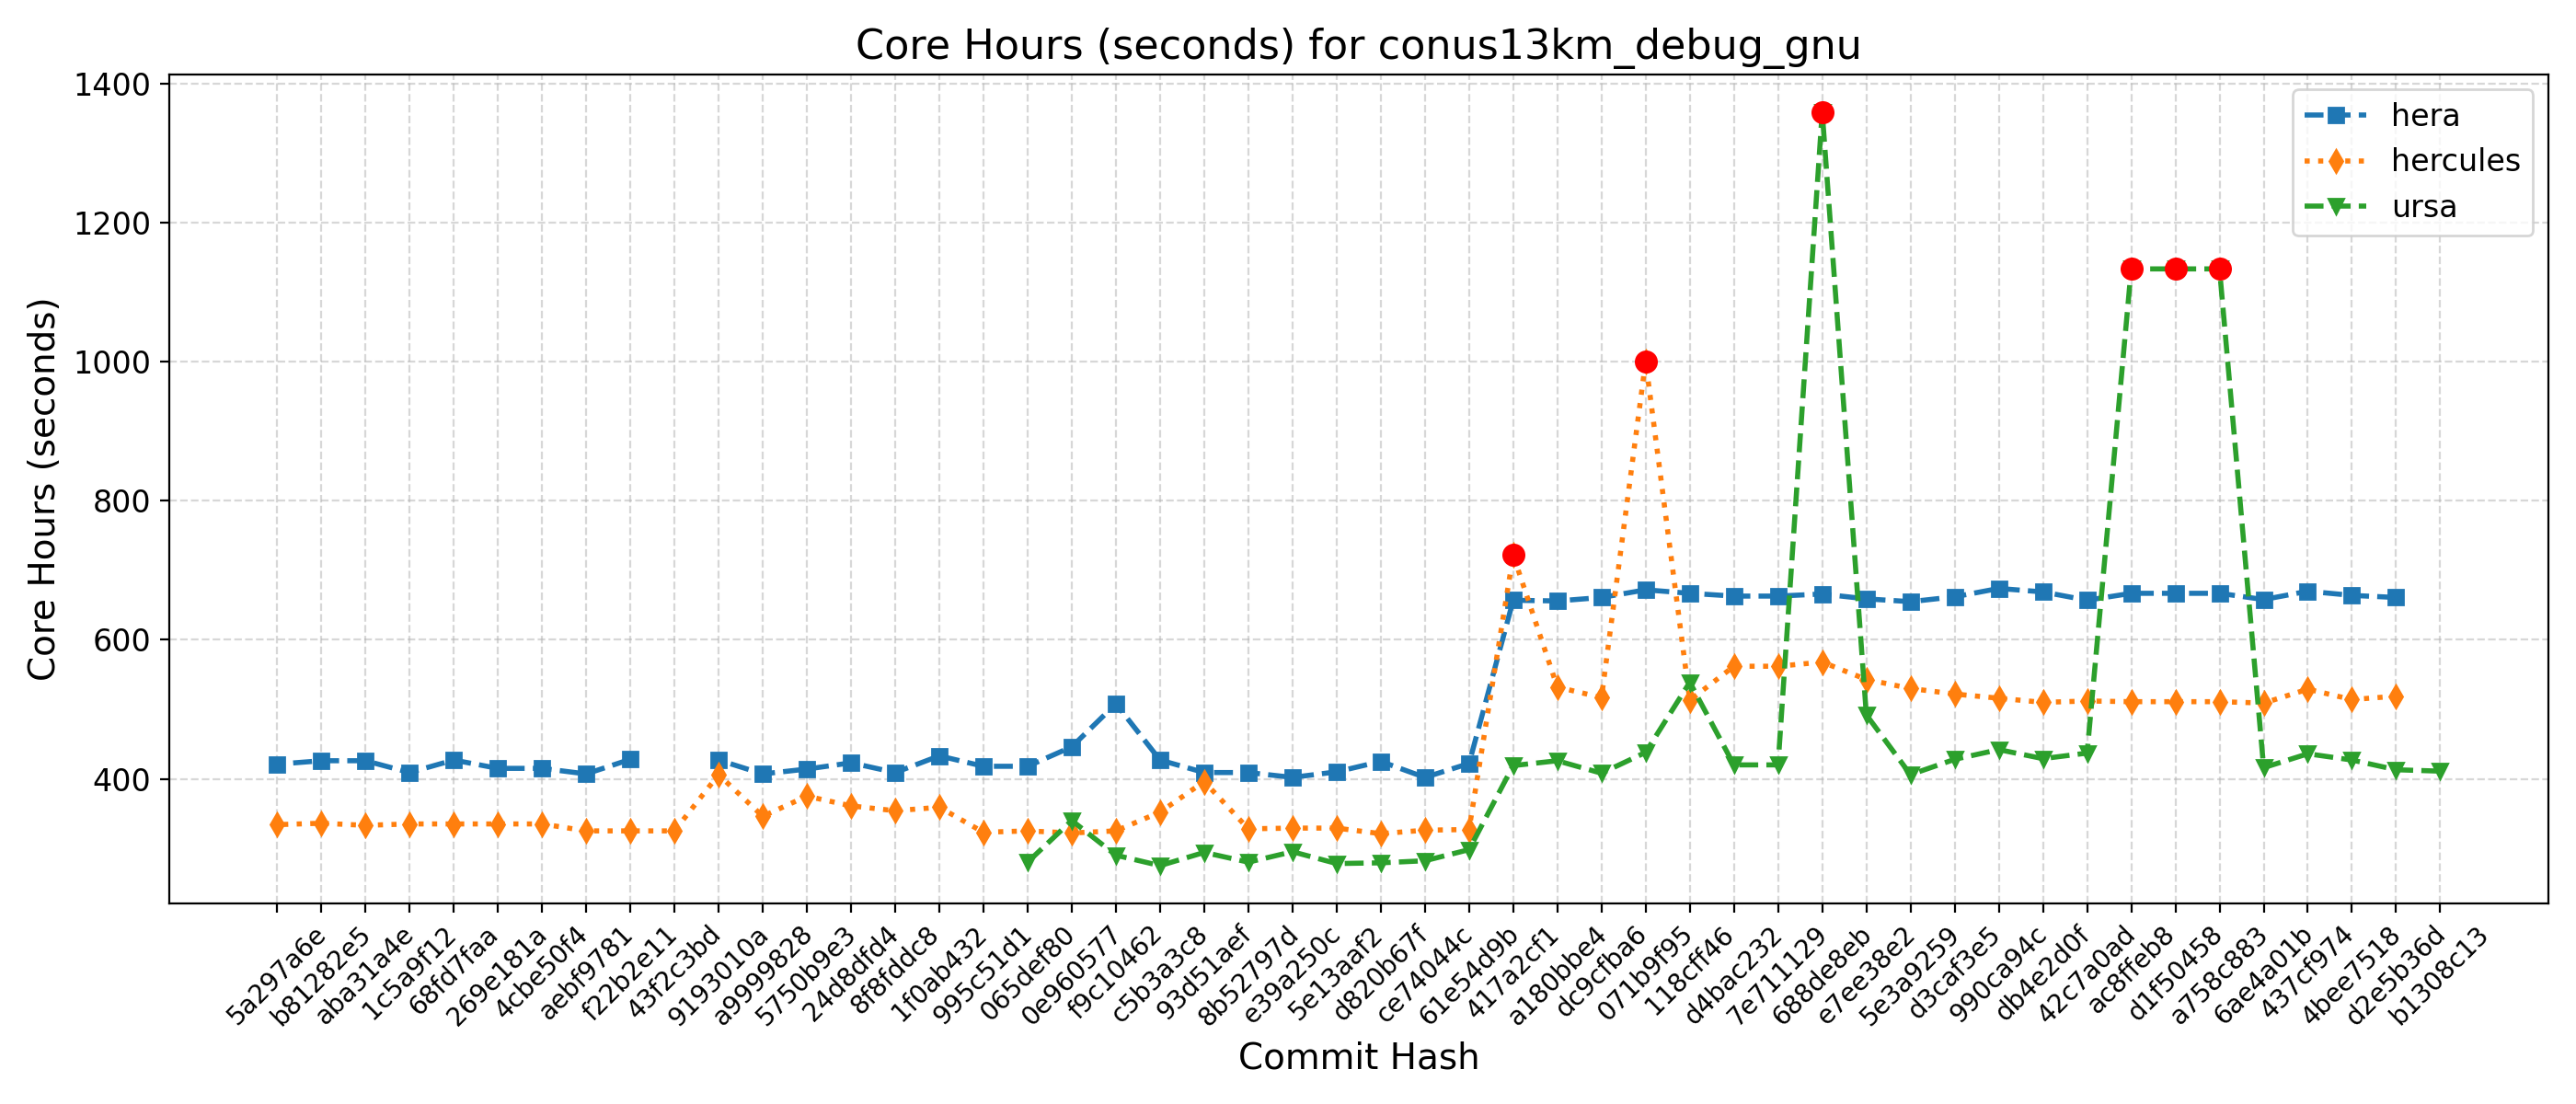 Core Hours (seconds) for conus13km_debug_gnu
1400
1200
1000
800
600
400
Core Hours (seconds)
hera
hercules
ursa
5a297a6e
b81282e5
aba31a4e
1c5a9f12
68fd7faa
269e181a
4cbe50f4
aebf9781
f22b2e11
43f2c3bd
9193010a
a9999828
5750b9e3
24d8dfd4
8f8fddc8
1f0ab432
995c51d1
065def80
0e960577
f9c10462
c5b3a3c8
93d51aef
8b52797d
e39a250c
5e13aaf2
d820b67f
ce74044c
61e54d9b
417a2cf1
a180bbe4
dc9cfba6
071b9f95
118cff46
d4bac232
7e711129
688de8eb
e7ee38e2
5e3a9259
d3caf3e5
990ca94c
db4e2d0f
42c7a0ad
ac8ffeb8
d1f50458
a758c883
6ae4a01b
437cf974
4bee7518
d2e5b36d
b1308c13
Commit Hash